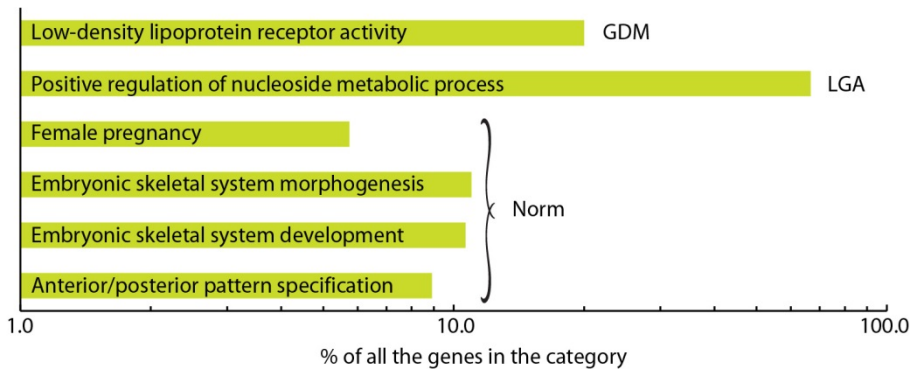 Low-density lipoprotein receptor activity GDM
Positive regulation of nucleoside metabolic process LGA
Female pregnancy
Embryonic skeletal system morphogenesis
Norm
Embryonic skeletal system development
Anterior/posterior pattern specification
1.0 10.0 100.0
% of all the genes in the category